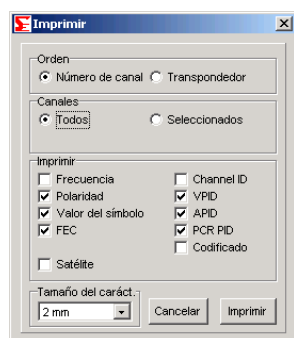 Imprimir
Orden
Número de canal Transpondedor
Canales
Todos Seleccionados
Imprimir
Frecuencia Channel ID
Polaridad VPID
Valor del símbolo APID
FEC PCR PID
Codificado
Satélite
Tamaño del caráct.
2 mm Cancelar Imprimir